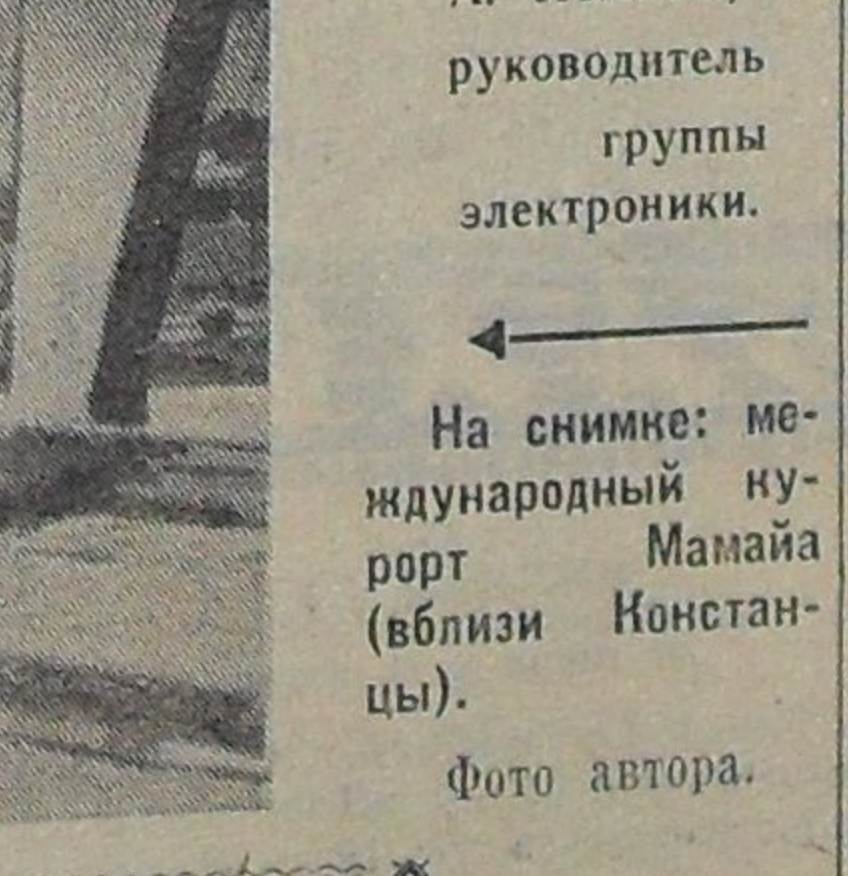 руководитель
группы
электроники.
На снимке: ме-
ждународный ку-
рорт Мамайа
(вблизи Констан-
цы).
Фото автора.